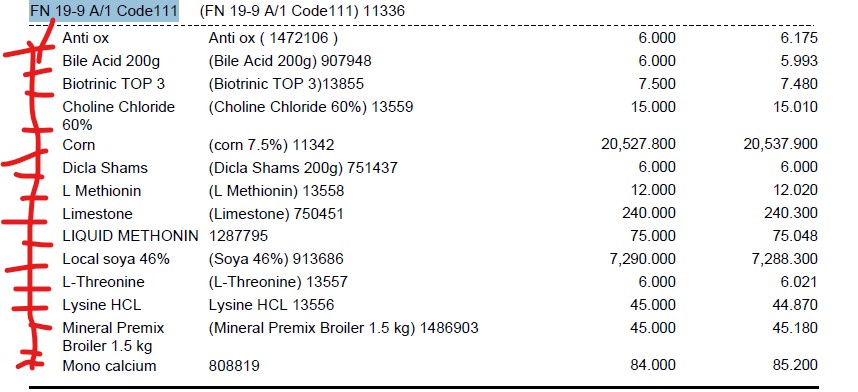 FN 19-9 A/1 Code111 (FN 19-9 A/1 Code111) 11336
Anti ox Anti ox ( 1472106 ) 6.000 6.175
Bile Acid 200g (Bile Acid 200g) 907948 6.000 5.993
Biotrinic TOP 3 (Biotrinic TOP 3)13855 7.500 7.480
Choline Chloride (Choline Chloride 60%) 13559 15.000 15.010
60%
Corn (corn 7.5%) 11342 20,527.800 20,537.900
Dicla Shams (Dicla Shams 200g) 751437 6.000 6.000
L Methionin (L Methionin) 13558 12.000 12.020
Limestone (Limestone) 750451 240.000 240.300
LIQUID METHONIN 1287795 75.000 75.048
Local soya 46% (Soya 46%) 913686 7,290.000 7,288.300
L-Threonine (L-Threonine) 13557 6.000 6.021
Lysine HCL Lysine HCL 13556 45.000 44.870
Mineral Premix (Mineral Premix Broiler 1.5 kg) 1486903 45.000 45.180
Broiler 1.5 kg
Mono calcium 808819 84.000 85.200